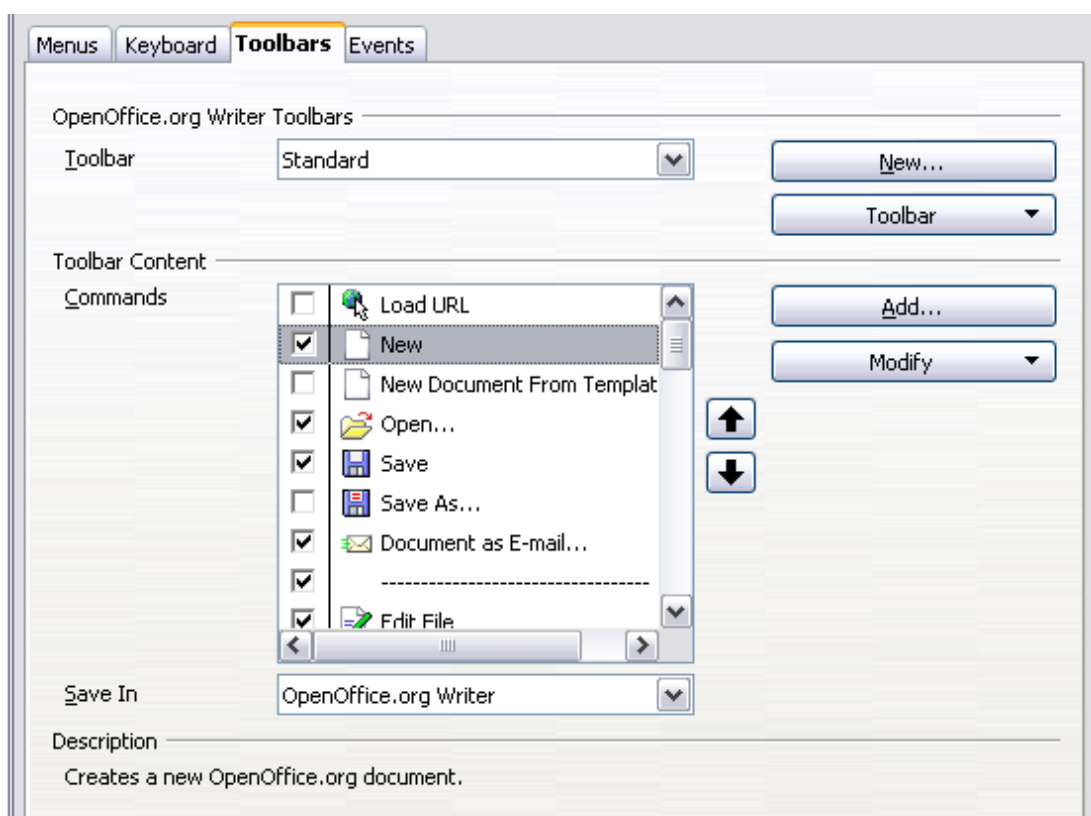 Menus Keyboard Toolbars Events
OpenOffice.org Writer Toolbars
Toolbar Standard New...
Toolbar
Toolbar Content
Commands Load URL Add...
New
Modify
New Document From Templat
Open...
Save
Save As...
Document as E-mail...
---------------------------------
Edit File
Save In OpenOffice.org Writer
Description
Creates a new OpenOffice.org document.